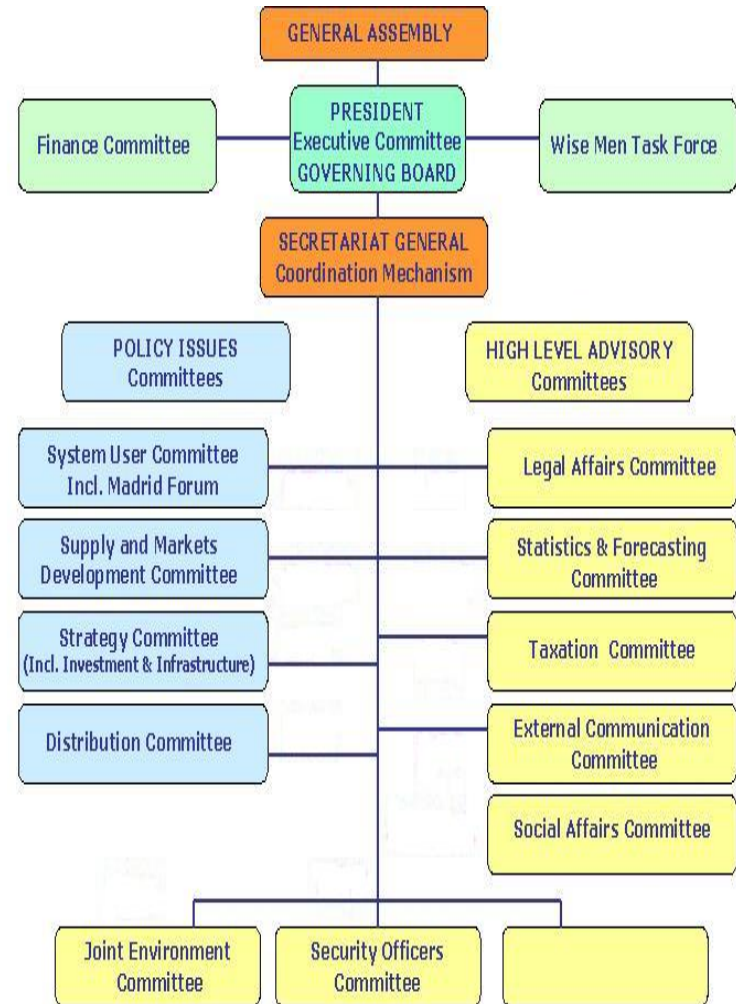 GENERAL ASSEMBLY
Finance Committee
PRESIDENT
Executive Committee
GOVERNING BOARD
Wise Men Task Force
SECRETARIAT GENERAL
Coordination Mechanism
POLICY ISSUES
Committees
HIGH LEVEL ADVISORY
Committees
System User Committee
Incl. Madrid Forum
Legal Affairs Committee
Supply and Markets
Development Committee
Statistics & Forecasting
Committee
Strategy Committee
(Incl. Investment & Infrastructure)
Taxation Committee
Distribution Committee
External Communication
Committee
Social Affairs Committee
Joint Environment
Committee
Security Officers
Committee